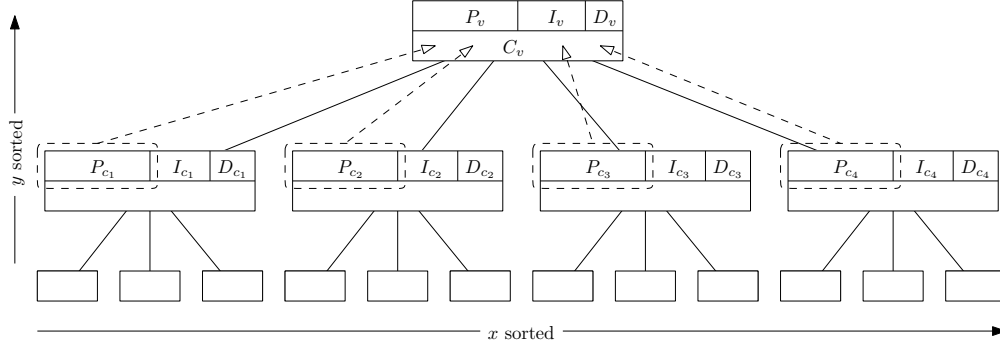 P_v I_v D_v
C_v
P_{c_1} I_{c_1} D_{c_1} P_{c_2} I_{c_2} D_{c_2} P_{c_3} I_{c_3} D_{c_3} P_{c_4} I_{c_4} D_{c_4}
y sorted
x sorted